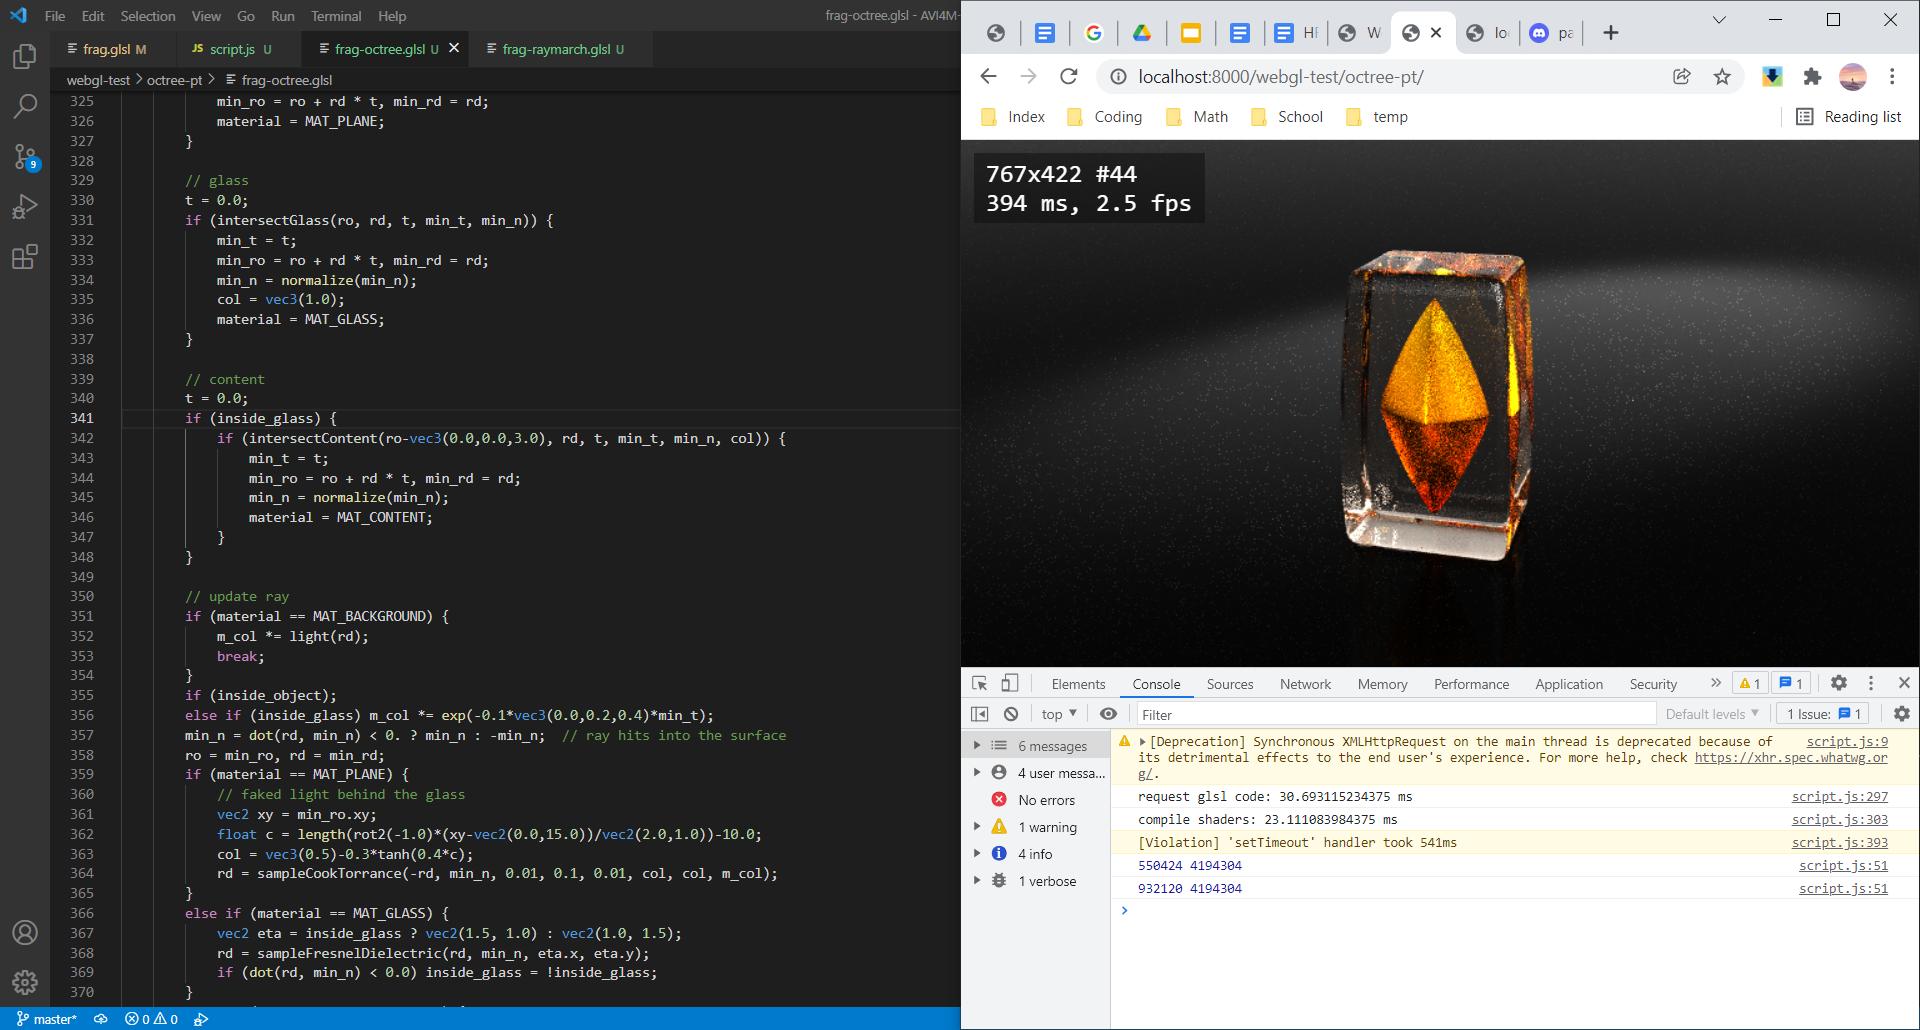 File Edit Selection View Go Run Terminal Help
frag-octree.glsl - AVI4M-
frag.glsl M
JS script.js U
frag-octree.glsl U
frag-raymarch.glsl U
webgl-test > octree-pt > frag-octree.glsl
325 min_ro = ro + rd * t, min_rd = rd;
326 material = MAT_PLANE;
327 }
328
329 // glass
330 t = 0.0;
331 if (intersectGlass(ro, rd, t, min_t, min_n)) {
332 min_t = t;
333 min_ro = ro + rd * t, min_rd = rd;
334 min_n = normalize(min_n);
335 col = vec3(1.0);
336 material = MAT_GLASS;
337 }
338
339 // content
340 t = 0.0;
341 if (inside_glass) {
342 if (intersectContent(ro-vec3(0.0,0.0,3.0), rd, t, min_t, min_n, col)) {
343 min_t = t;
344 min_ro = ro + rd * t, min_rd = rd;
345 min_n = normalize(min_n);
346 material = MAT_CONTENT;
347 }
348 }
349
350 // update ray
351 if (material == MAT_BACKGROUND) {
352 m_col *= light(rd);
353 break;
354 }
355 if (inside_object);
356 else if (inside_glass) m_col *= exp(-0.1*vec3(0.0,0.2,0.4)*min_t);
357 min_n = dot(rd, min_n) < 0. ? min_n : -min_n; // ray hits into the surface
358 ro = min_ro, rd = min_rd;
359 if (material == MAT_PLANE) {
360 // faked light behind the glass
361 vec2 xy = min_ro.xy;
362 float c = length(rot2(-1.0)*(xy-vec2(0.0,15.0))/vec2(2.0,1.0))-10.0;
363 col = vec3(0.5)-0.3*tanh(0.4*c);
364 rd = sampleCookTorrance(-rd, min_n, 0.01, 0.1, 0.01, col, col, m_col);
365 }
366 else if (material == MAT_GLASS) {
367 vec2 eta = inside_glass ? vec2(1.5, 1.0) : vec2(1.0, 1.5);
368 rd = sampleFresnelDielectric(rd, min_n, eta.x, eta.y);
369 if (dot(rd, min_n) < 0.0) inside_glass = !inside_glass;
370 }
9
master* 0 0
W
lo
pa
localhost:8000/webgl-test/octree-pt/
Index Coding Math School temp Reading list
767x422 #44
394 ms, 2.5 fps
Elements Console Sources Network Memory Performance Application Security » 1 1
top Filter Default levels 1 Issue: 1
6 messages
4 user messa...
No errors
1 warning
4 info
1 verbose
[Deprecation] Synchronous XMLHttpRequest on the main thread is deprecated because of script.js:9
its detrimental effects to the end user's experience. For more help, check https://xhr.spec.whatwg.or
g/.
request glsl code: 30.693115234375 ms script.js:297
compile shaders: 23.111083984375 ms script.js:303
[Violation] 'setTimeout' handler took 541ms script.js:393
550424 4194304 script.js:51
932120 4194304 script.js:51